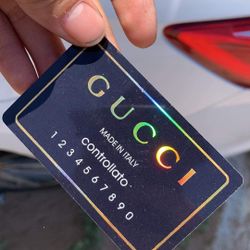 GUCCI
MADE IN ITALY
controllato
1234567890